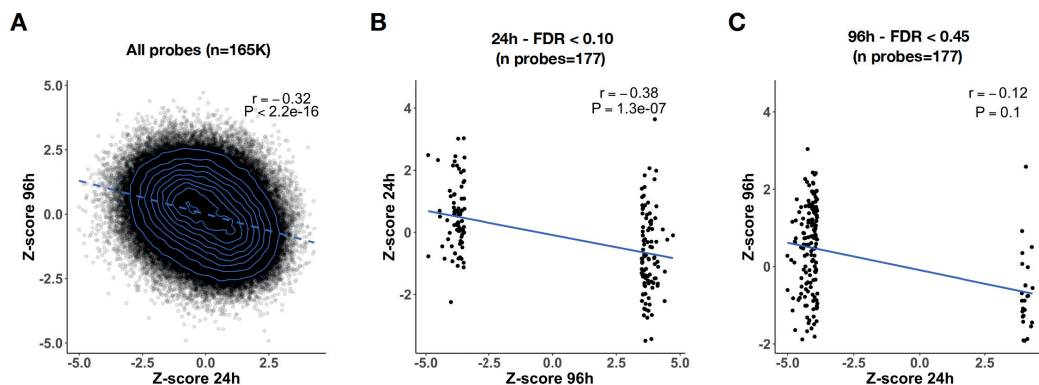 A
All probes (n=165K)
r = −0.32
P < 2.2e-16
Z-score 96h
5.0
2.5
0.0
-2.5
-5.0
-5.0 -2.5 0.0 2.5
Z-score 24h
B
24h - FDR < 0.10
(n probes=177)
r = −0.38
P = 1.3e-07
Z-score 24h
4
2
0
-2
-5.0 -2.5 0.0 2.5 5.0
Z-score 96h
C
96h - FDR < 0.45
(n probes=177)
r = −0.12
P = 0.1
Z-score 96h
4
2
0
-2
-5.0 -2.5 0.0 2.5
Z-score 24h